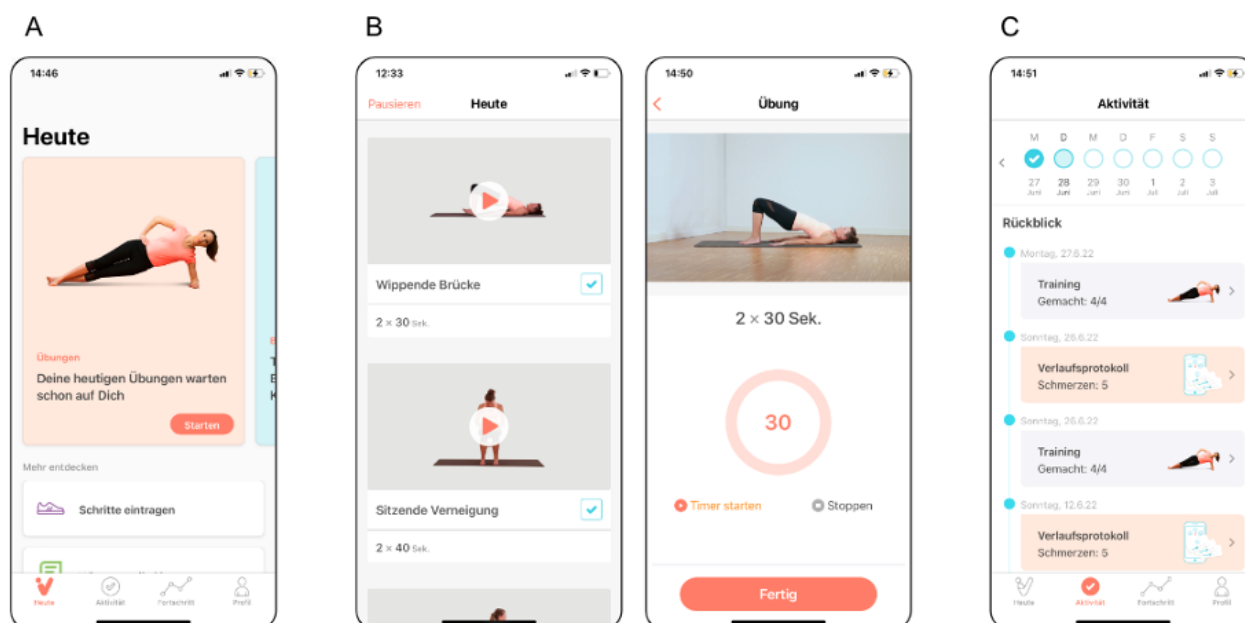 A
B
C
14:46
Heute
Übungen
Deine heutigen Übungen warten
schon auf Dich
Starten
Mehr entdecken
Schritte eintragen
Heute
Aktivität
Fortschritt
Profil
12:33
Pausieren
Heute
Wippende Brücke
2 × 30 Sek.
Sitzende Verneigung
2 × 40 Sek.
14:50
Übung
2 × 30 Sek.
30
Timer starten
Stoppen
Fertig
14:51
Aktivität
M D M D F S S
27 28 29 30 1 2 3
Juni Juni Juni Juni Juli Juli Juli
Rückblick
Montag, 27.6.22
Training
Gemacht: 4/4
Sonntag, 26.6.22
Verlaufsprotokoll
Schmerzen: 5
Sonntag, 26.6.22
Training
Gemacht: 4/4
Sonntag, 12.6.22
Verlaufsprotokoll
Schmerzen: 5
Heute
Aktivität
Fortschritt
Profil